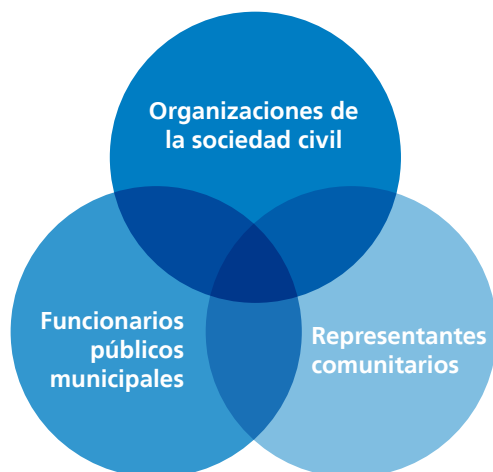 Organizaciones de
la sociedad civil
Funcionarios
públicos
municipales
Representantes
comunitarios